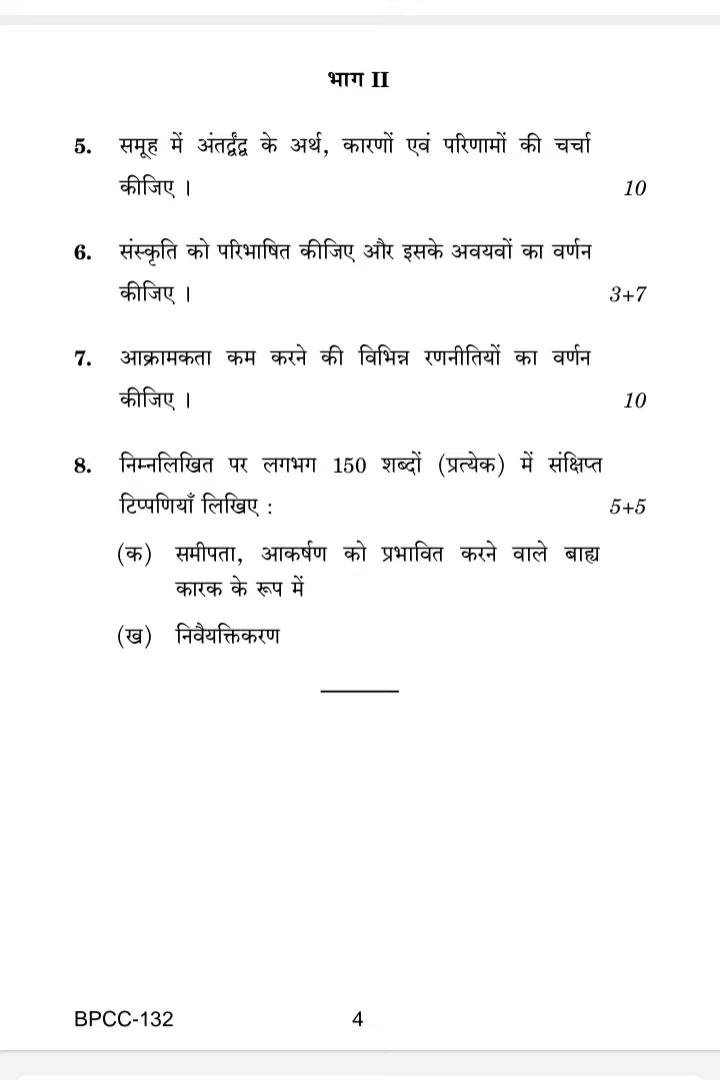 भाग II
5. समूह में अंतर्द्वंद्व के अर्थ, कारणों एवं परिणामों की चर्चा
कीजिए । 10
6. संस्कृति को परिभाषित कीजिए और इसके अवयवों का वर्णन
कीजिए । 3+7
7. आक्रामकता कम करने की विभिन्न रणनीतियों का वर्णन
कीजिए । 10
8. निम्नलिखित पर लगभग 150 शब्दों (प्रत्येक) में संक्षिप्त
टिप्पणियाँ लिखिए : 5+5
(क) समीपता, आकर्षण को प्रभावित करने वाले बाह्य
कारक के रूप में
(ख) निवैयक्तिकरण
BPCC-132 4